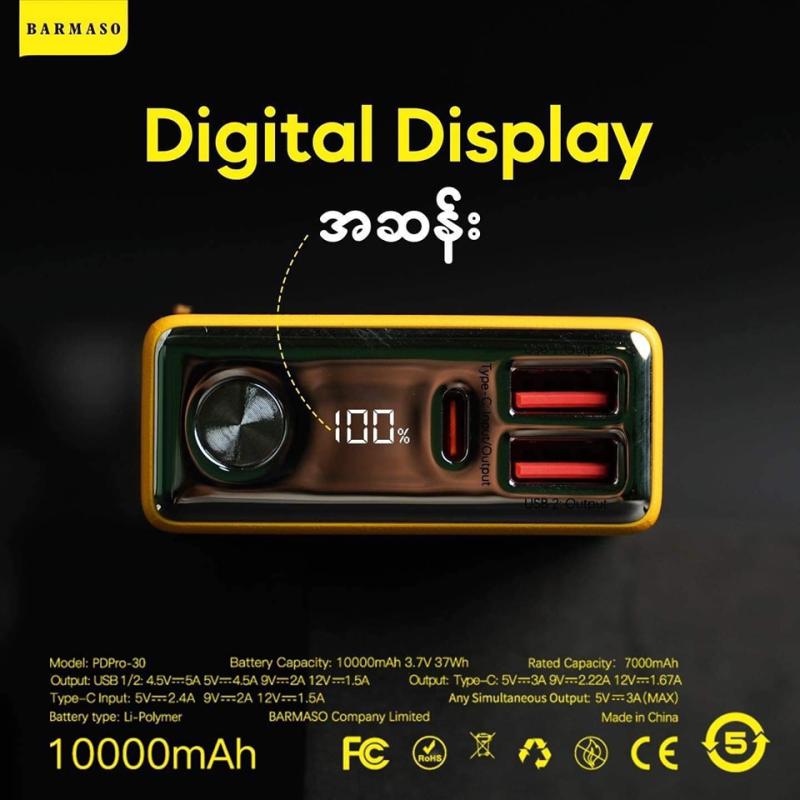 BARMASO
Digital Display
အဆန်း
100%
Type-C Input/Output
USB 2: Output
Model: PDPro-30 Battery Capacity: 10000mAh 3.7V 37Wh Rated Capacity: 7000mAh
Output: USB 1/2: 4.5V⎓5A 5V⎓4.5A 9V⎓2A 12V⎓1.5A Output: Type-C: 5V⎓3A 9V⎓2.22A 12V⎓1.67A
Type-C Input: 5V⎓2.4A 9V⎓2A 12V⎓1.5A Any Simultaneous Output: 5V⎓3A(MAX)
Battery type: Li-Polymer BARMASO Company Limited Made in China
10000mAh FC RoHS CE 5